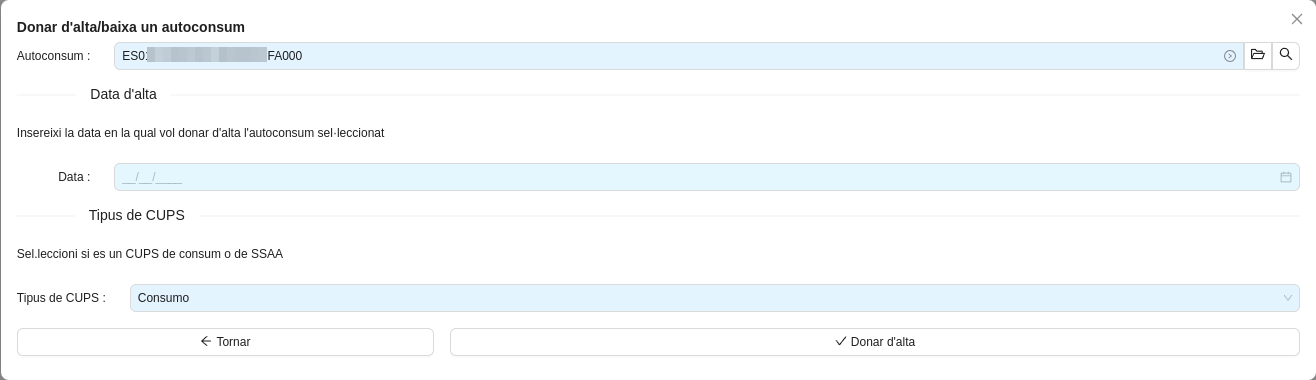 Donar d'alta/baixa un autoconsum
Autoconsum : ES0 FA000
Data d'alta
Insereixi la data en la qual vol donar d'alta l'autoconsum sel·leccionat
Data : __/__/____
Tipus de CUPS
Sel.leccioni si es un CUPS de consum o de SSAA
Tipus de CUPS : Consumo
Tornar Donar d'alta